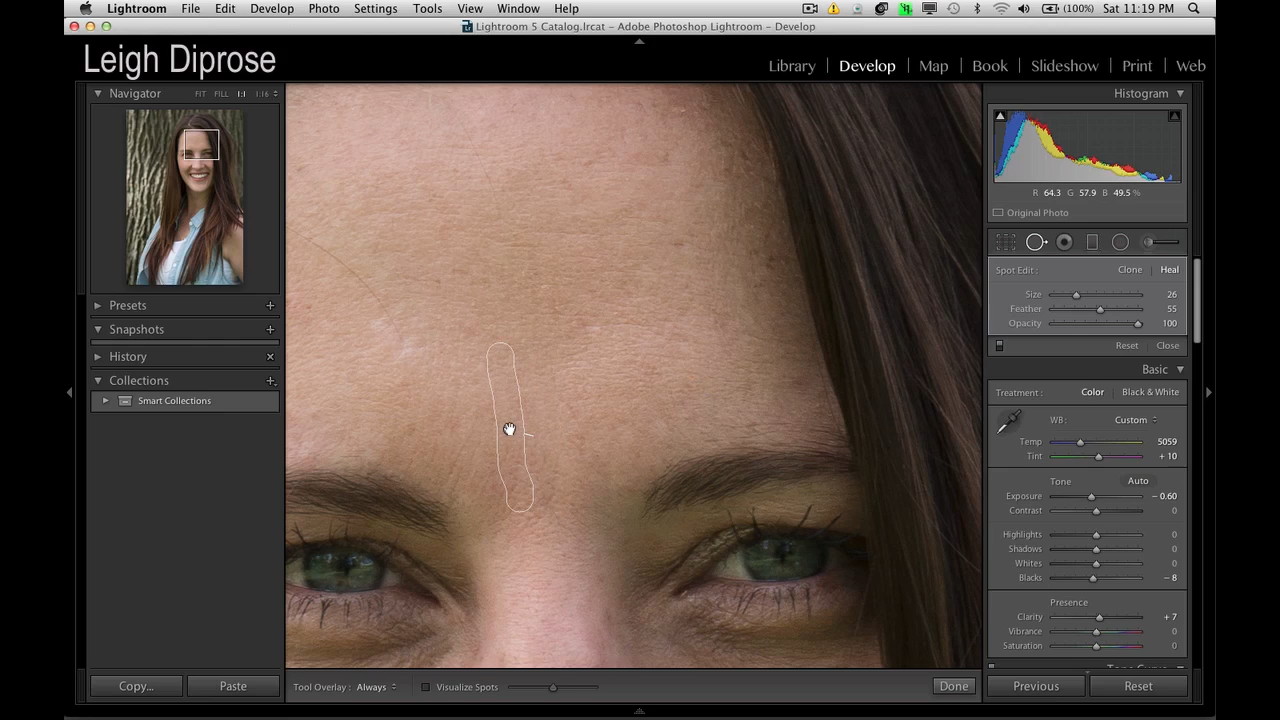 Lightroom File Edit Develop Photo Settings Tools View Window Help (100%) Sat 11:19 PM
Lightroom 5 Catalog.lrcat – Adobe Photoshop Lightroom – Develop
Leigh Diprose
Library Develop Map Book Slideshow Print Web
Navigator FIT FILL 1:1 1:16
Presets
Snapshots
History
Collections
Smart Collections
Copy... Paste
Tool Overlay : Always Visualize Spots Done
Histogram
R 64.3 G 57.9 B 49.5 %
Original Photo
Spot Edit : Clone Heal
Size 26
Feather 55
Opacity 100
Reset Close
Basic
Treatment : Color Black & White
WB : Custom
Temp 5059
Tint + 10
Tone Auto
Exposure – 0.60
Contrast 0
Highlights 0
Shadows 0
Whites 0
Blacks – 8
Presence
Clarity + 7
Vibrance 0
Saturation 0
Previous Reset